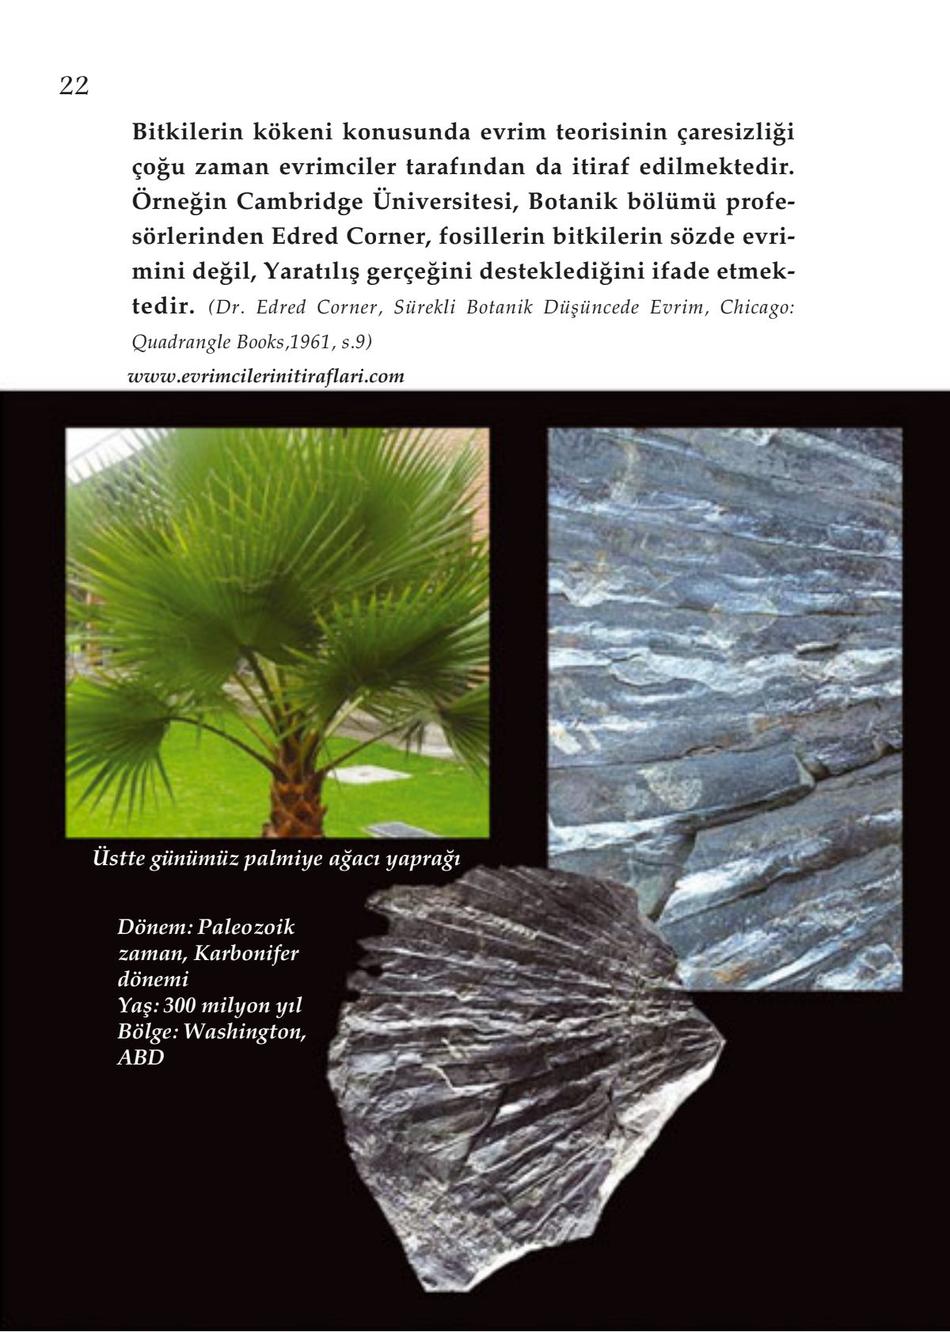 22
Bitkilerin kökeni konusunda evrim teorisinin çaresizliği
çoğu zaman evrimciler tarafından da itiraf edilmektedir.
Örneğin Cambridge Üniversitesi, Botanik bölümü profe-
sörlerinden Edred Corner, fosillerin bitkilerin sözde evri-
mini değil, Yaratılış gerçeğini desteklediğini ifade etmek-
tedir. (Dr. Edred Corner, Sürekli Botanik Düşüncede Evrim, Chicago:
Quadrangle Books,1961, s.9)
www.evrimcilerinitiraflari.com
Üstte günümüz palmiye ağacı yaprağı
Dönem: Paleozoik
zaman, Karbonifer
dönemi
Yaş: 300 milyon yıl
Bölge: Washington,
ABD